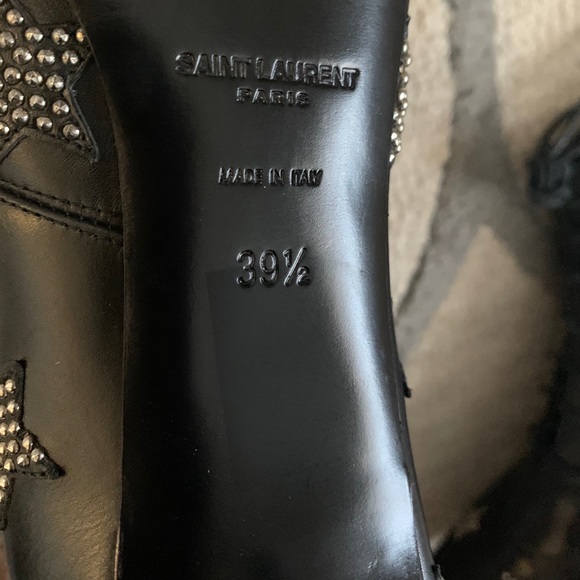 SAINT LAURENT
PARIS
MADE IN ITALY
39½